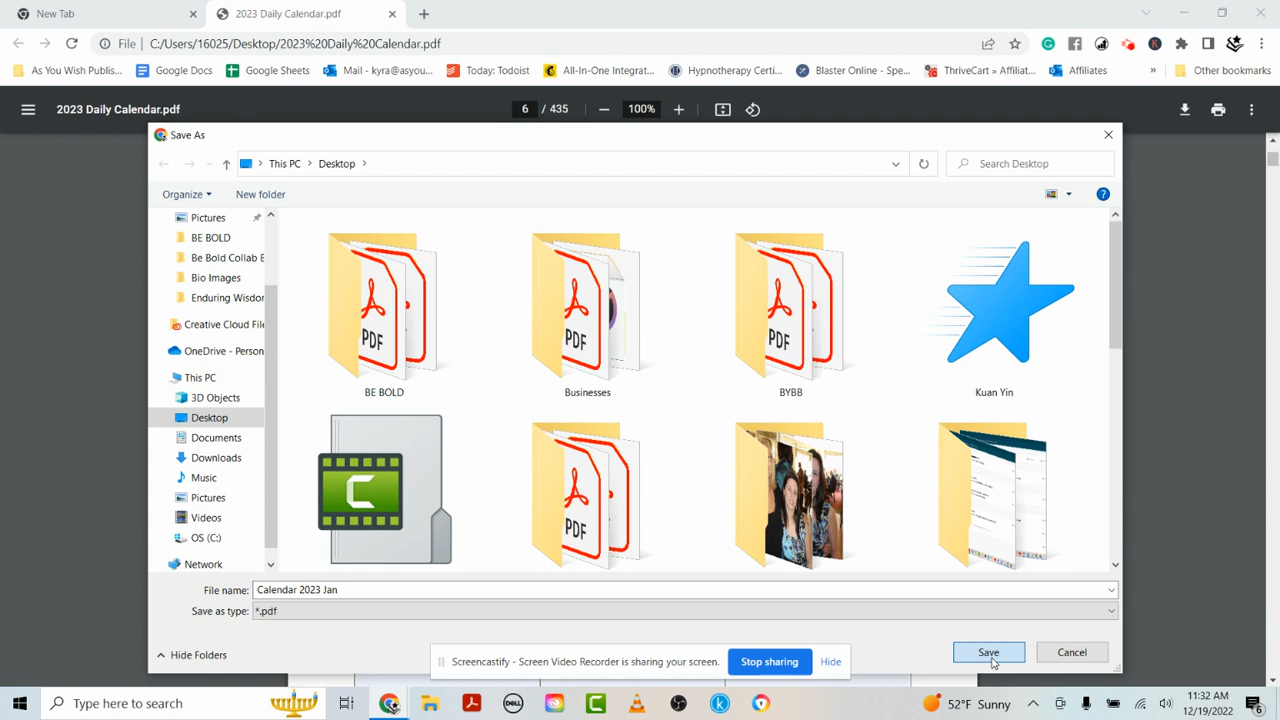 New Tab
2023 Daily Calendar.pdf
File
C:/Users/16025/Desktop/2023%20Daily%20Calendar.pdf
As You Wish Publis...
Google Docs
Google Sheets
Mail - kyra@asyou...
Today: Todoist
All-In-One Integrat...
Hypnotherapy Certi...
Blaster Online - Spe...
ThriveCart » Affiliat...
Affiliates
»
Other bookmarks
2023 Daily Calendar.pdf
6 / 435
100%
Save As
This PC > Desktop >
Search Desktop
Organize
New folder
Pictures
BE BOLD
Be Bold Collab E
Bio Images
Enduring Wisdo
Creative Cloud File
OneDrive - Person
This PC
3D Objects
Desktop
Documents
Downloads
Music
Pictures
Videos
OS (C:)
Network
PDF
PDF
PDF
BE BOLD
Businesses
BYBB
Kuan Yin
C
PDF
File name: Calendar 2023 Jan
Save as type: *.pdf
Hide Folders
Save
Cancel
Screencastify - Screen Video Recorder is sharing your screen.
Stop sharing
Hide
Type here to search
DELL
52°F Sunny
11:32 AM
12/19/2022
6